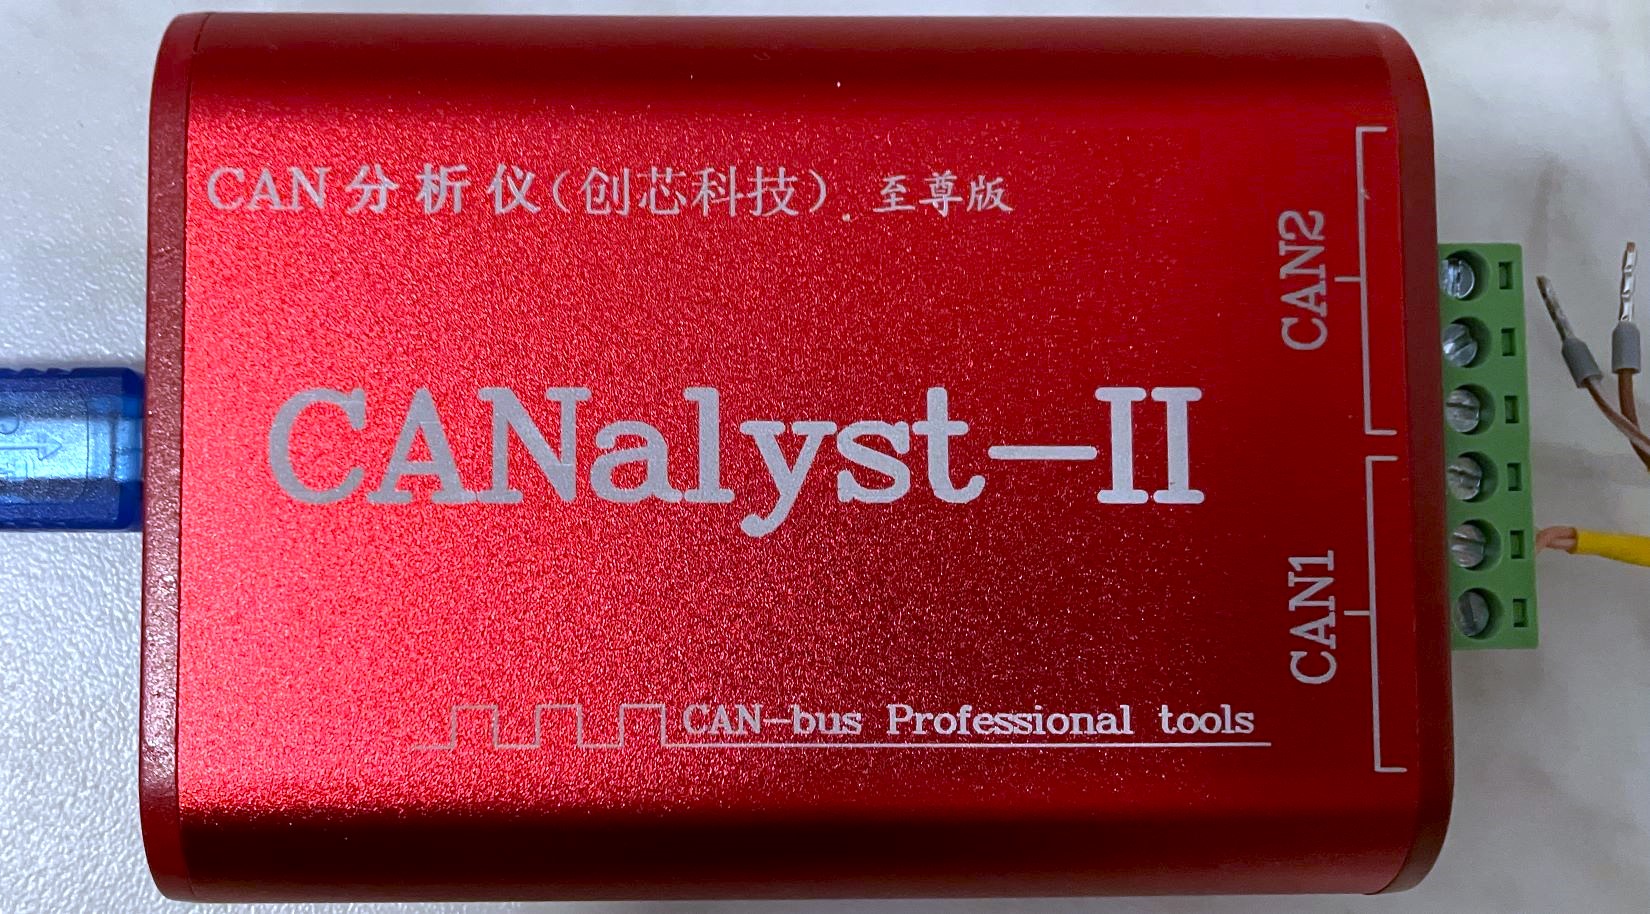 CAN分析仪（创芯科技） 至尊版
CANalyst-II
CAN-bus Professional tools
CAN2
CAN1